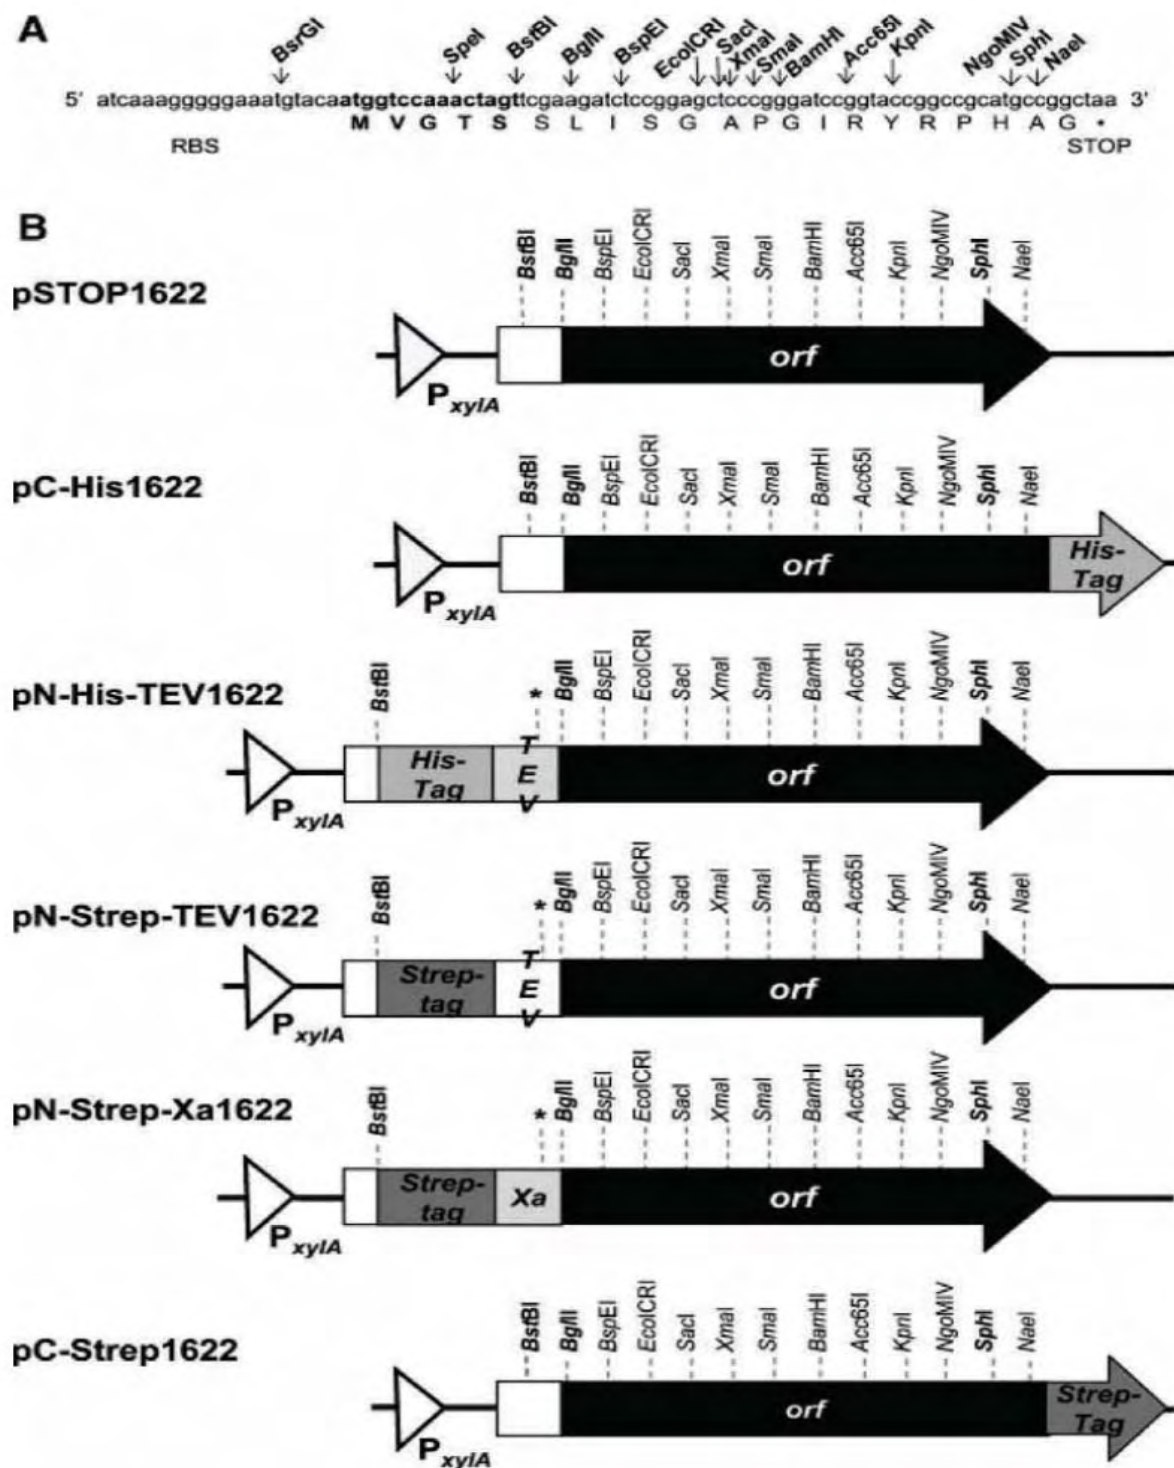 A
BsrGI SpeI BstBI BglII BspEI EcoICRI SacI XmaI SmaI BamHI Acc65I KpnI NgoMIV SphI NaeI
5' atcaaagggggaaatgtacaatggtccaaactagttcgaagatctccggagctcccgggatccggtaccggccgcatgccggctaa 3'
M V G T S S L I S G A P G I R Y R P H A G •
RBS STOP
B
BstBI BglII BspEI EcoICRI SacI XmaI SmaI BamHI Acc65I KpnI NgoMIV SphI NaeI
pSTOP1622
orf
PxylA
BstBI BglII BspEI EcoICRI SacI XmaI SmaI BamHI Acc65I KpnI NgoMIV SphI NaeI
pC-His1622
orf
His-
Tag
PxylA
BstBI * BglII BspEI EcoICRI SacI XmaI SmaI BamHI Acc65I KpnI NgoMIV SphI NaeI
pN-His-TEV1622
His-
Tag
TEV
orf
PxylA
BstBI * BglII BspEI EcoICRI SacI XmaI SmaI BamHI Acc65I KpnI NgoMIV SphI NaeI
pN-Strep-TEV1622
Strep-
tag
TEV
orf
PxylA
BstBI * BglII BspEI EcoICRI SacI XmaI SmaI BamHI Acc65I KpnI NgoMIV SphI NaeI
pN-Strep-Xa1622
Strep-
tag
Xa
orf
PxylA
BstBI BglII BspEI EcoICRI SacI XmaI SmaI BamHI Acc65I KpnI NgoMIV SphI NaeI
pC-Strep1622
orf
Strep-
Tag
PxylA